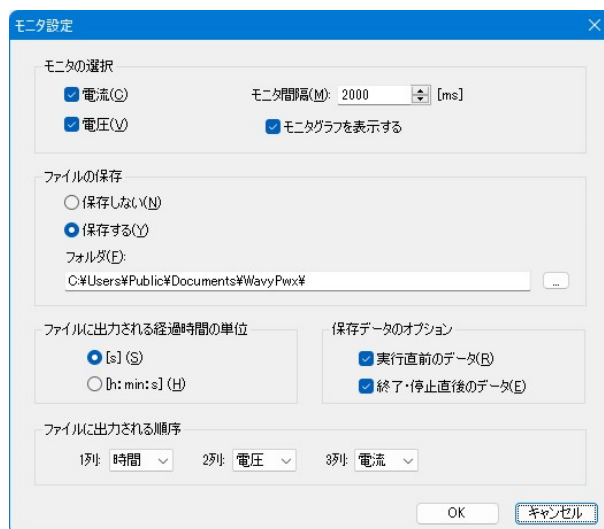 モニタ設定
モニタの選択
電流(C) モニタ間隔(M): 2000 [ms]
電圧(V) モニタグラフを表示する
ファイルの保存
保存しない(N)
保存する(Y)
フォルダ(F):
C:¥Users¥Public¥Documents¥WavyPwx¥ ...
ファイルに出力される経過時間の単位 保存データのオプション
[s] (S) 実行直前のデータ(R)
[h: min: s] (H) 終了・停止直後のデータ(E)
ファイルに出力される順序
1列: 時間 2列: 電圧 3列: 電流
OK キャンセル